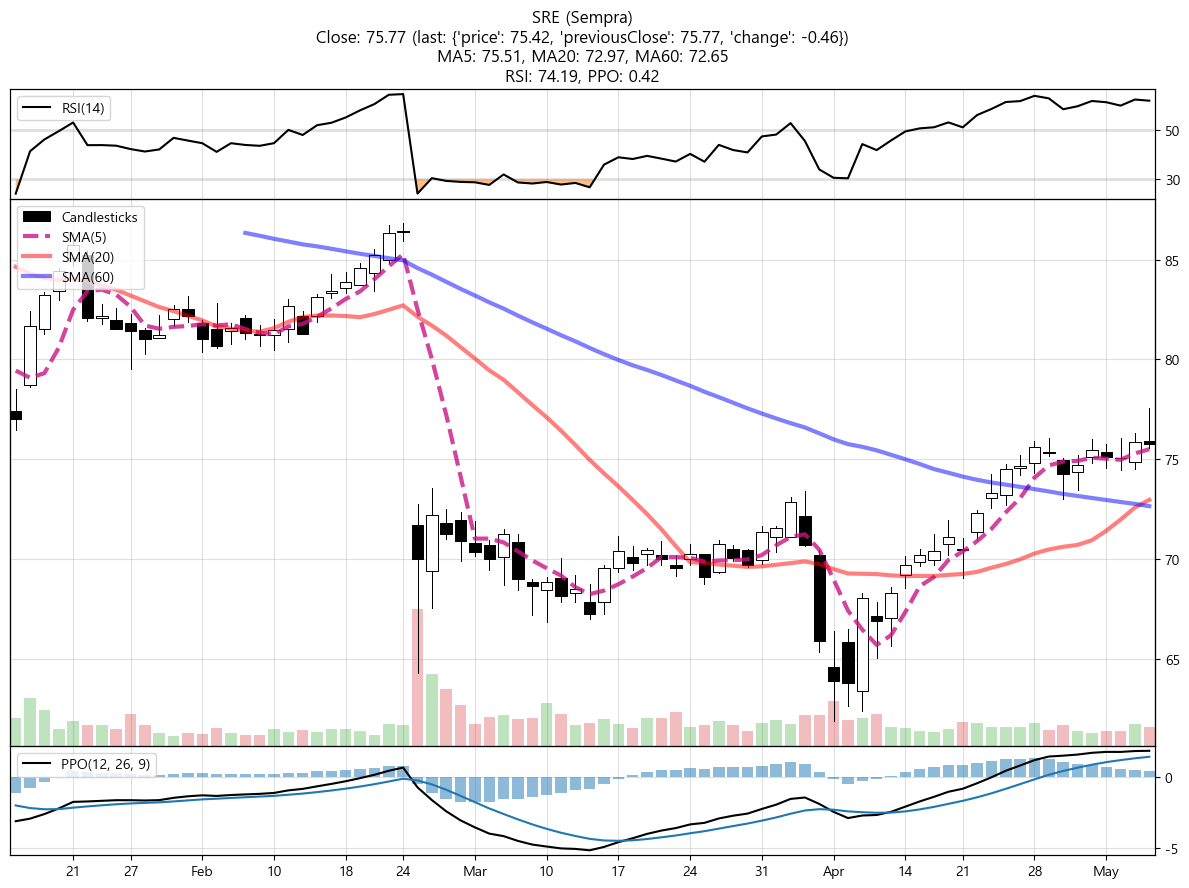 SRE (Sempra)
Close: 75.77 (last: {'price': 75.42, 'previousClose': 75.77, 'change': -0.46})
MA5: 75.51, MA20: 72.97, MA60: 72.65
RSI: 74.19, PPO: 0.42
RSI(14)
50
30
Candlesticks
SMA(5)
SMA(20)
SMA(60)
85
80
75
70
65
PPO(12, 26, 9)
0
-5
21 27 Feb 10 18 24 Mar 10 17 24 31 Apr 14 21 28 May